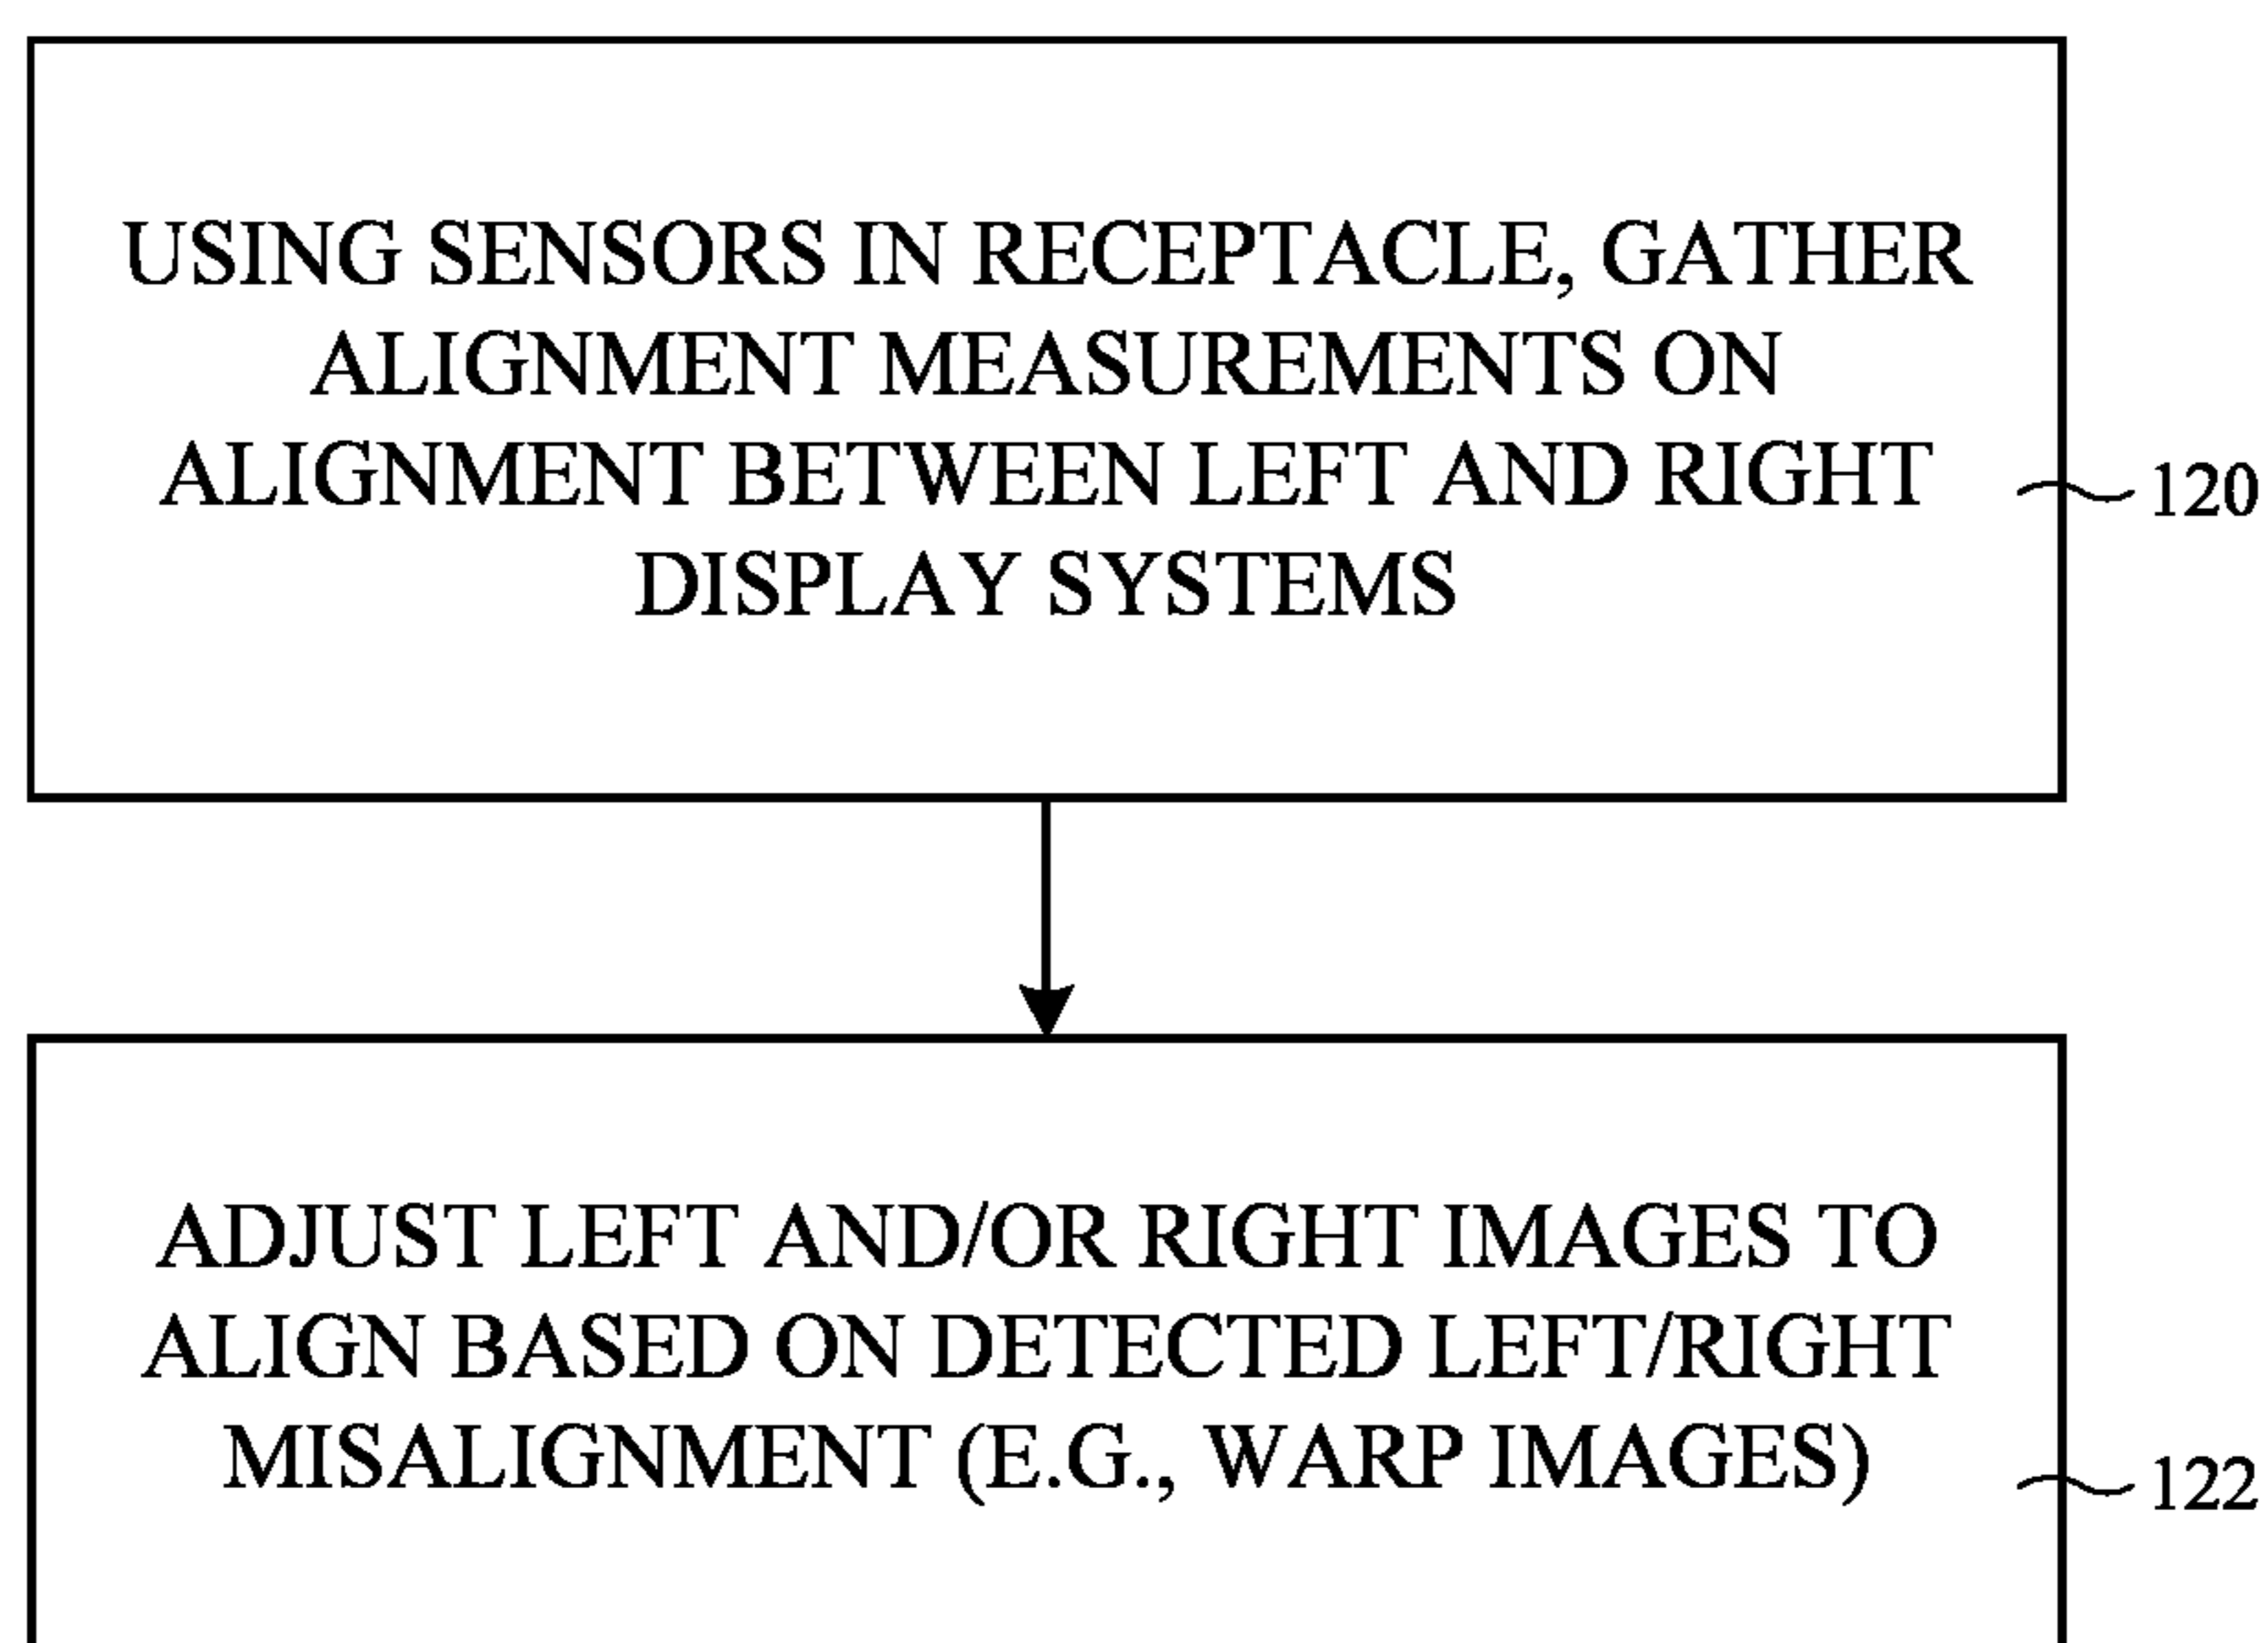 USING SENSORS IN RECEPTACLE, GATHER
ALIGNMENT MEASUREMENTS ON
ALIGNMENT BETWEEN LEFT AND RIGHT
120
DISPLAY SYSTEMS
ADJUST LEFT AND/OR RIGHT IMAGES TO
ALIGN BASED ON DETECTED LEFT/RIGHT
MISALIGNMENT (E.G., WARP IMAGES)
122